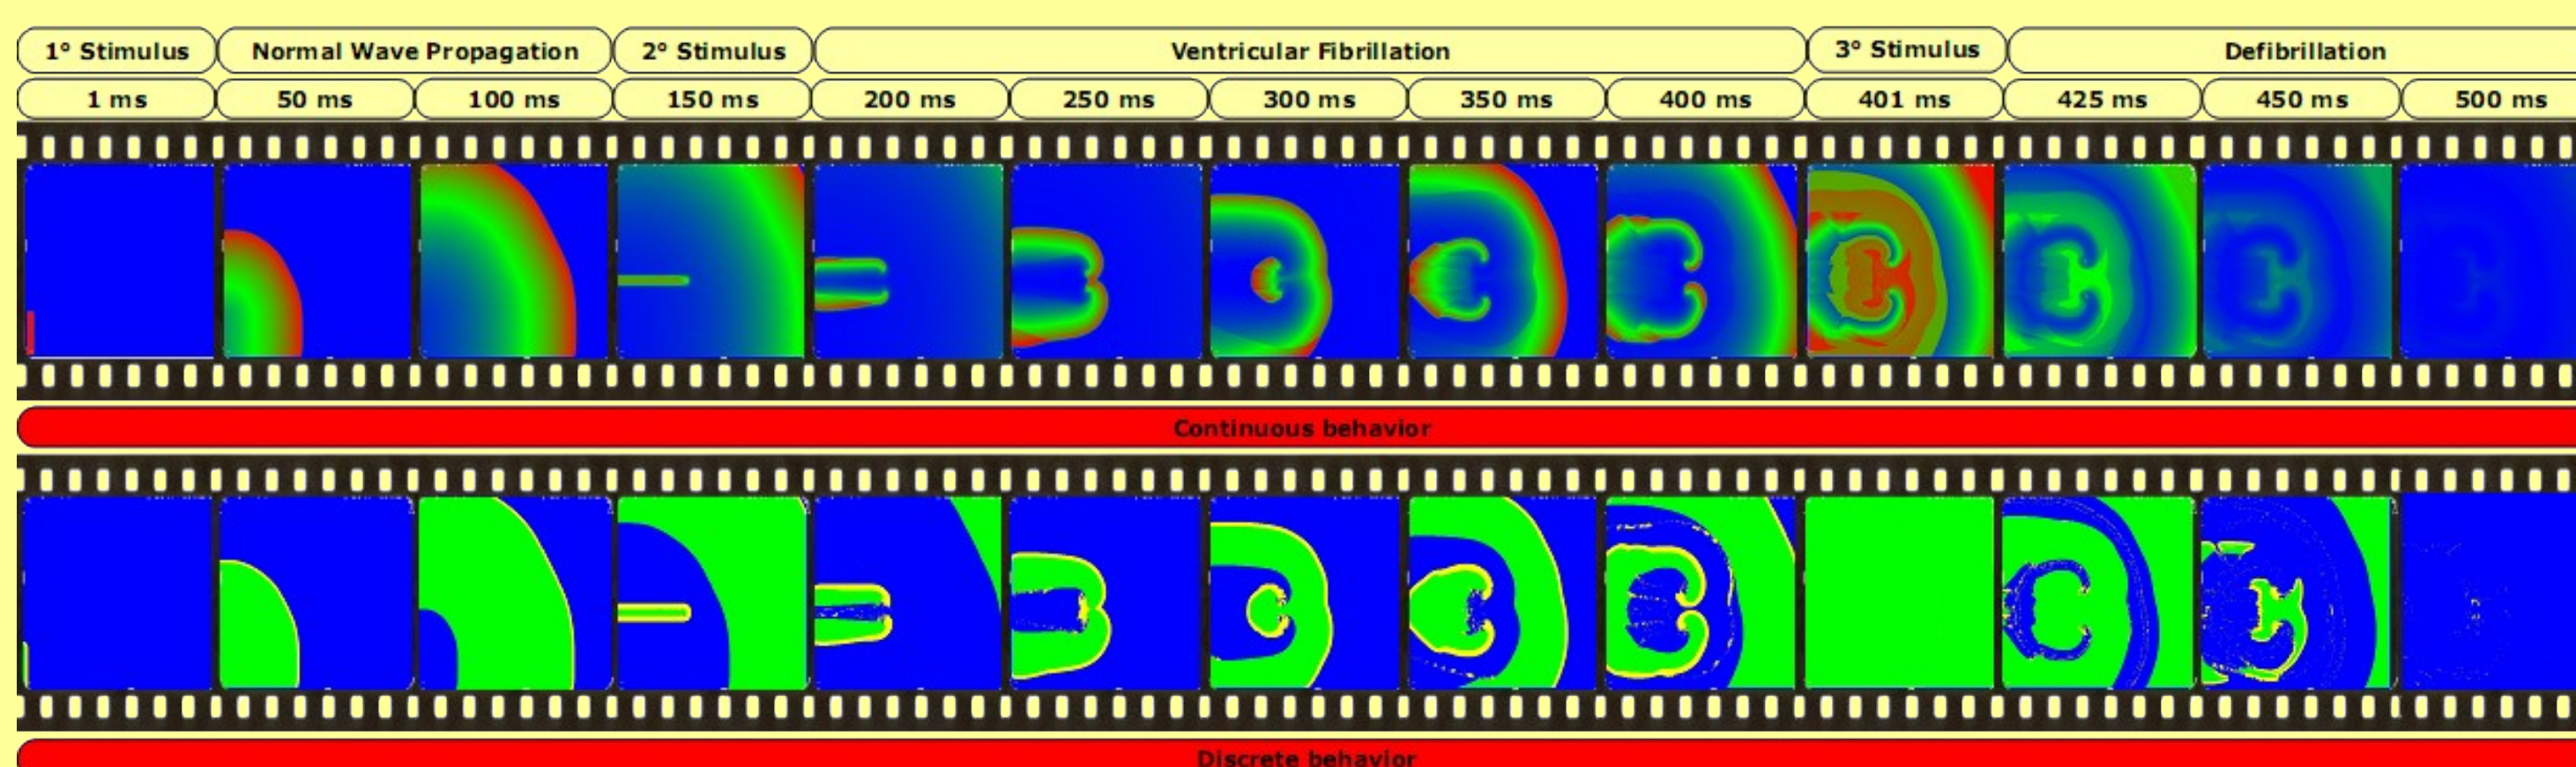 1° Stimulus Normal Wave Propagation 2° Stimulus Ventricular Fibrillation 3° Stimulus Defibrillation
1 ms 50 ms 100 ms 150 ms 200 ms 250 ms 300 ms 350 ms 400 ms 401 ms 425 ms 450 ms 500 ms
Continuous behavior
Discrete behavior